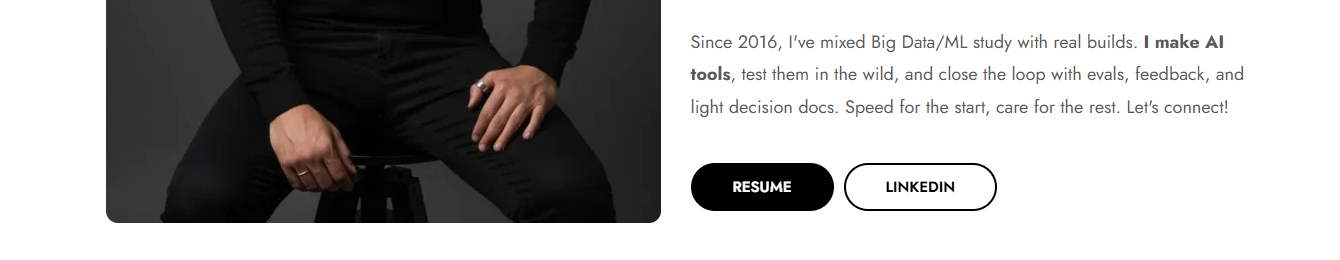 Since 2016, I've mixed Big Data/ML study with real builds. I make AI
tools, test them in the wild, and close the loop with evals, feedback, and
light decision docs. Speed for the start, care for the rest. Let's connect!
RESUME
LINKEDIN